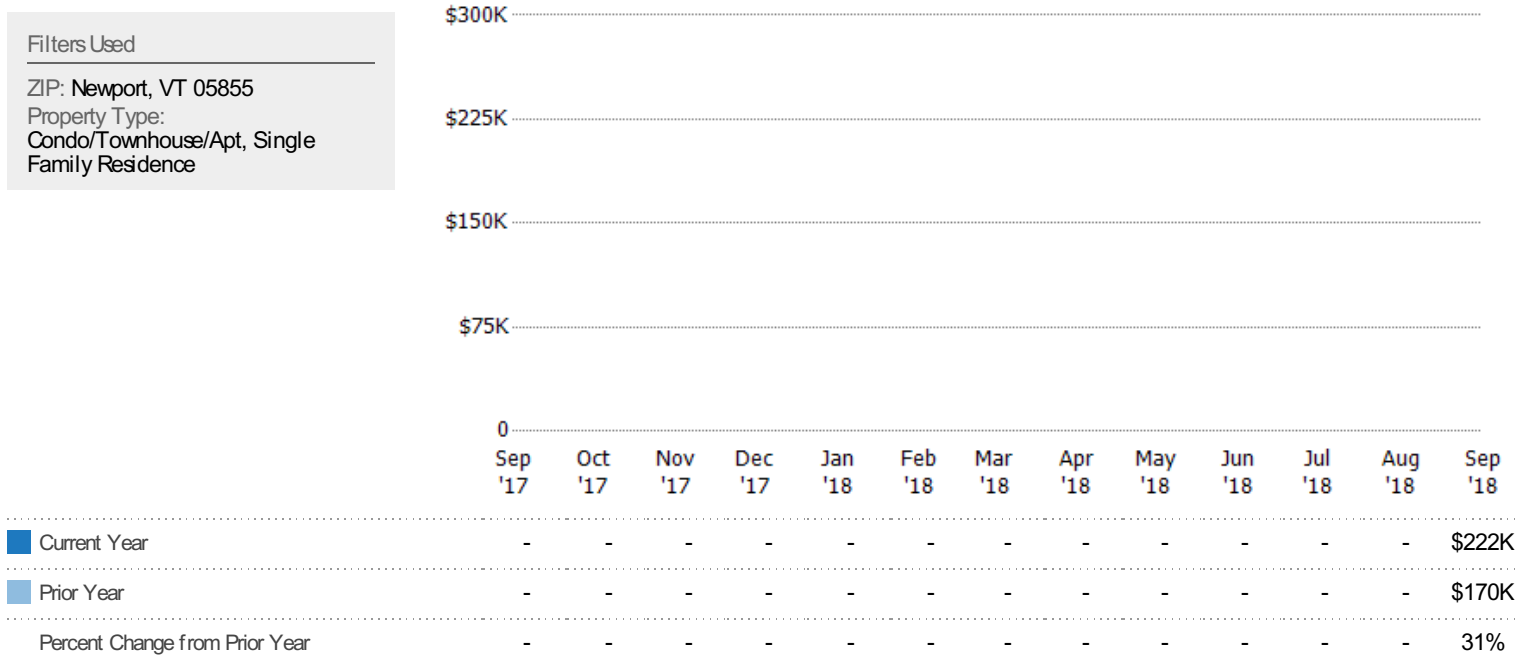 Filters Used
ZIP: Newport, VT 05855
Property Type:
Condo/Townhouse/Apt, Single
Family Residence
$300K
$225K
$150K
$75K
0
Sep Oct Nov Dec Jan Feb Mar Apr May Jun Jul Aug Sep
'17 '17 '17 '17 '18 '18 '18 '18 '18 '18 '18 '18 '18
Current Year - - - - - - - - - - - - $222K
Prior Year - - - - - - - - - - - - $170K
Percent Change from Prior Year - - - - - - - - - - - - 31%